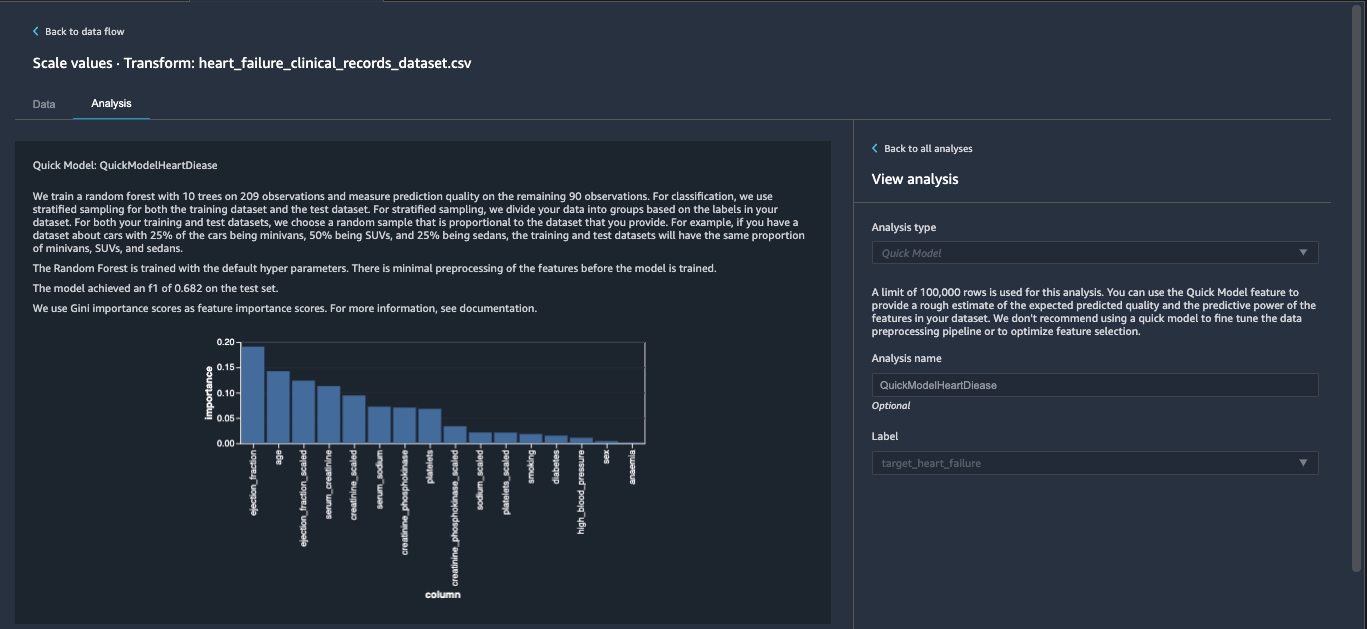 Back to data flow
Scale values · Transform: heart_failure_clinical_records_dataset.csv
Data
Analysis
Quick Model: QuickModelHeartDiease
We train a random forest with 10 trees on 209 observations and measure prediction quality on the remaining 90 observations. For classification, we use
stratified sampling for both the training dataset and the test dataset. For stratified sampling, we divide your data into groups based on the labels in your
dataset. For both your training and test datasets, we choose a random sample that is proportional to the dataset that you provide. For example, if you have a
dataset about cars with 25% of the cars being minivans, 50% being SUVs, and 25% being sedans, the training and test datasets will have the same proportion
of minivans, SUVs, and sedans.
The Random Forest is trained with the default hyper parameters. There is minimal preprocessing of the features before the model is trained.
The model achieved an f1 of 0.682 on the test set.
We use Gini importance scores as feature importance scores. For more information, see documentation.
importance
0.20
0.15
0.10
0.05
0.00
ejection_fraction
age
ejection_fraction_scaled
serum_creatinine
creatinine_scaled
serum_sodium
creatinine_phosphokinase
platelets
creatinine_phosphokinase_scaled
sodium_scaled
platelets_scaled
smoking
diabetes
high_blood_pressure
sex
anaemia
column
Back to all analyses
View analysis
Analysis type
Quick Model
A limit of 100,000 rows is used for this analysis. You can use the Quick Model feature to
provide a rough estimate of the expected predicted quality and the predictive power of the
features in your dataset. We don't recommend using a quick model to fine tune the data
preprocessing pipeline or to optimize feature selection.
Analysis name
QuickModelHeartDiease
Optional
Label
target_heart_failure